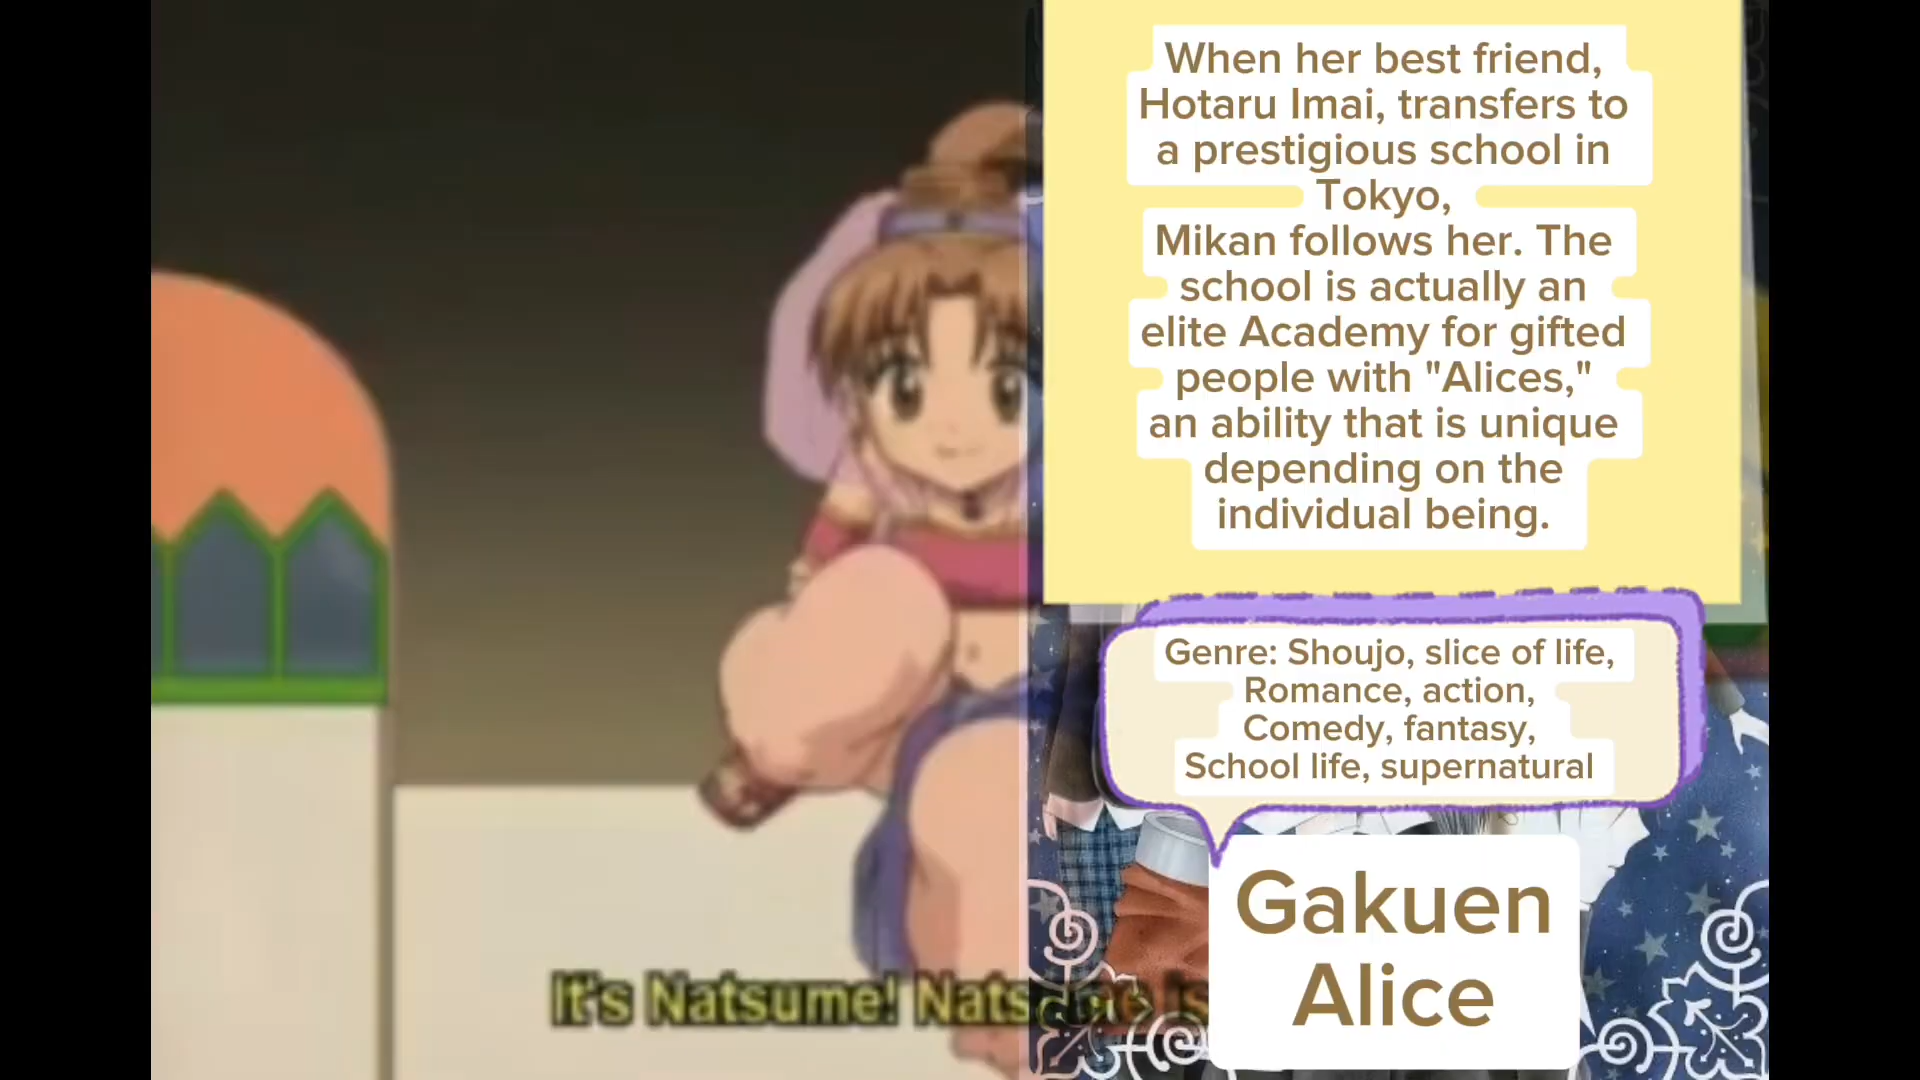 When her best friend,
Hotaru Imai, transfers to
a prestigious school in
Tokyo,
Mikan follows her. The
school is actually an
elite Academy for gifted
people with "Alices,"
an ability that is unique
depending on the
individual being.
Genre: Shoujo, slice of life,
Romance, action,
Comedy, fantasy,
School life, supernatural
Gakuen
Alice
It's Natsume! Natsume is